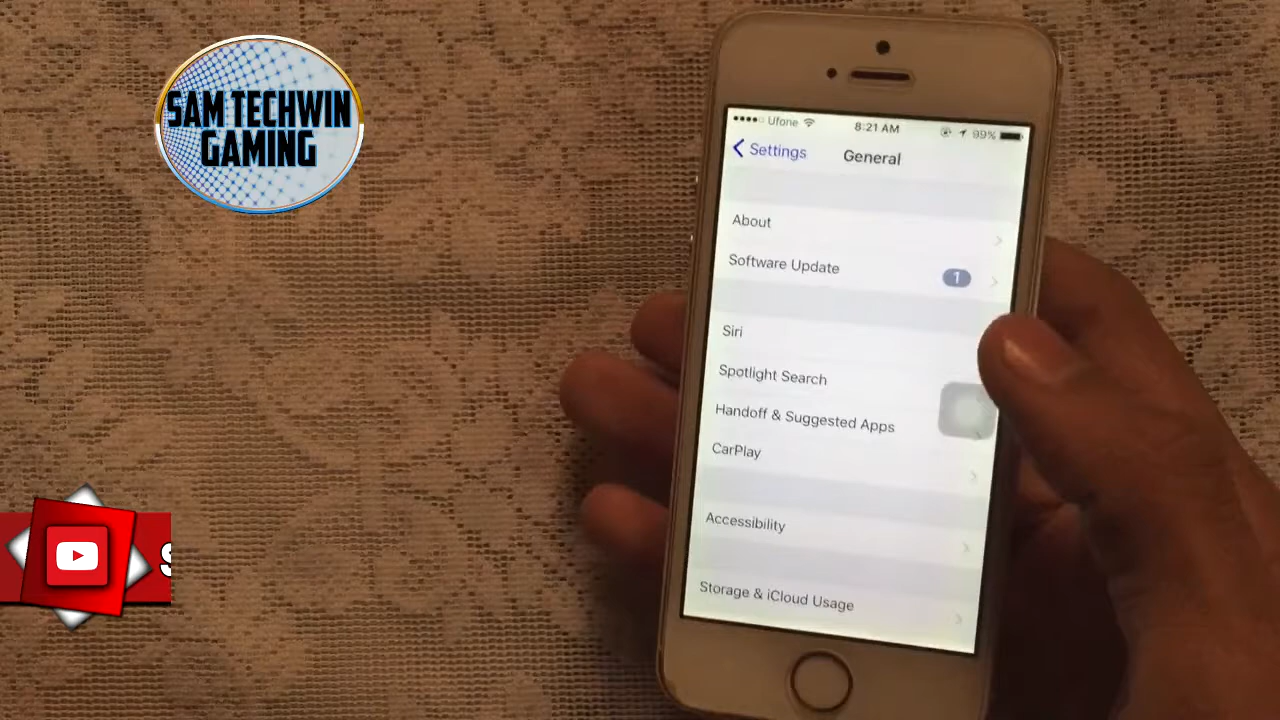 SAM TECHWIN
GAMING
Ufone
8:21 AM
99%
Settings
General
About
Software Update
1
Siri
Spotlight Search
Handoff & Suggested Apps
CarPlay
Accessibility
Storage & iCloud Usage